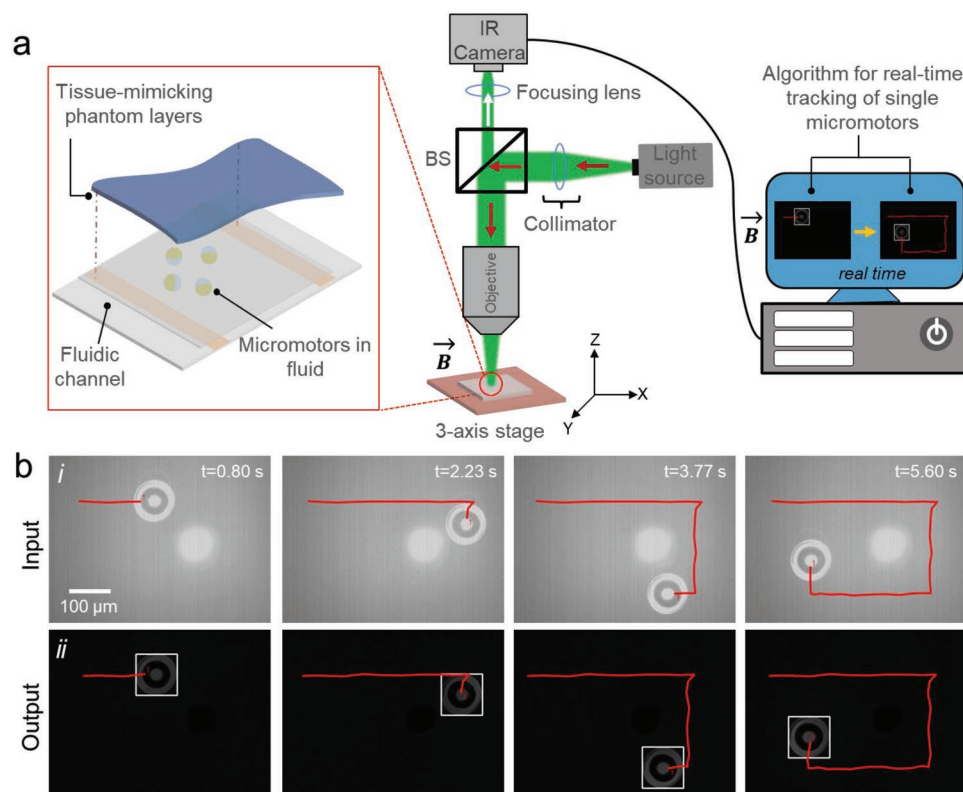 a
IR
Camera
Tissue-mimicking
phantom layers
Focusing lens
Algorithm for real-time
tracking of single
micromotors
BS
Light
source
Collimator
B
real time
Objective
Fluidic
channel
Micromotors in
fluid
B
Z
X
Y
3-axis stage
b
i
t=0.80 s
t=2.23 s
t=3.77 s
t=5.60 s
Input
100 µm
ii
Output